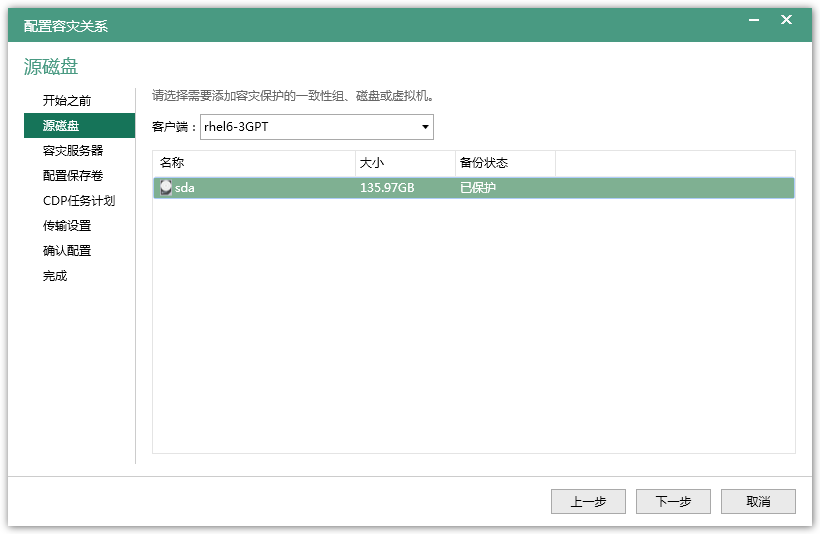 配置容灾关系
源磁盘
开始之前
源磁盘
容灾服务器
配置保存卷
CDP任务计划
传输设置
确认配置
完成
请选择需要添加容灾保护的一致性组、磁盘或虚拟机。
客户端： rhel6-3GPT
名称 大小 备份状态
sda 135.97GB 已保护
上一步 下一步 取消